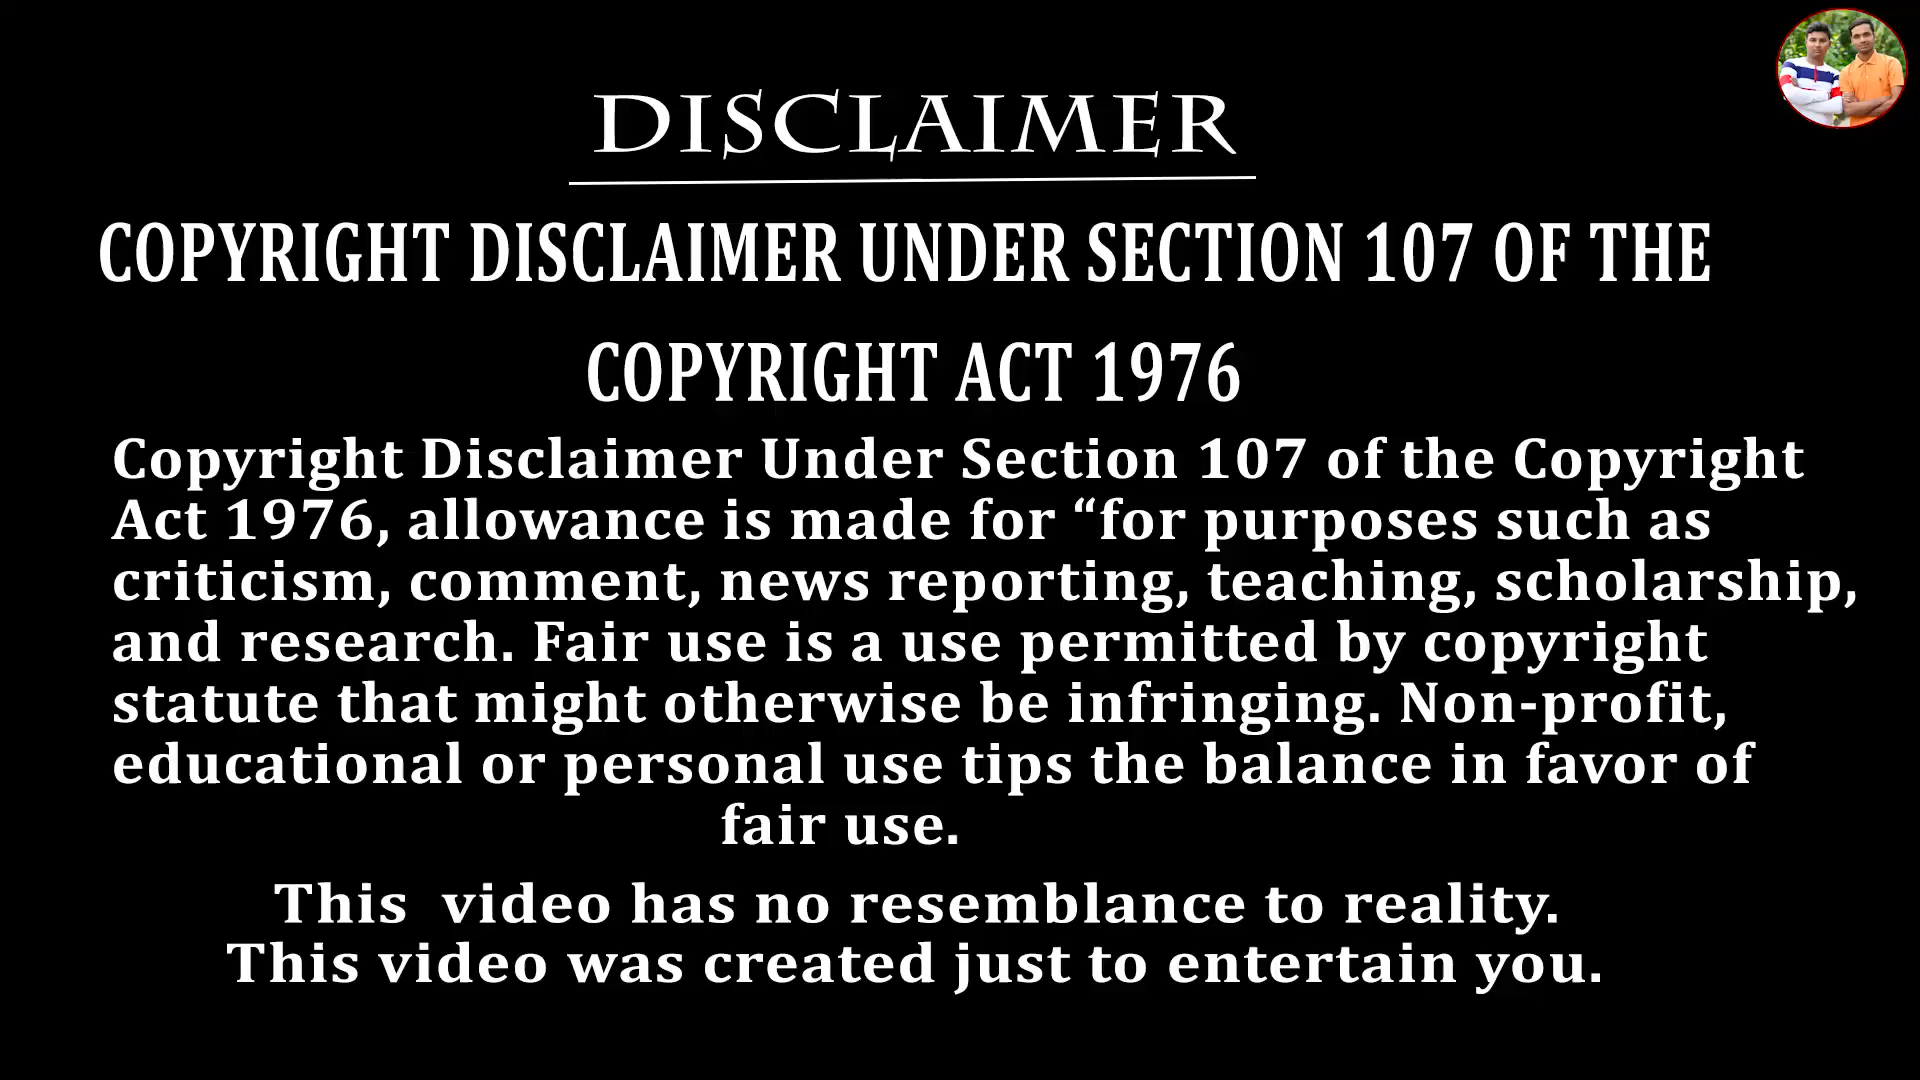 DISCLAIMER
COPYRIGHT DISCLAIMER UNDER SECTION 107 OF THE
COPYRIGHT ACT 1976
Copyright Disclaimer Under Section 107 of the Copyright
Act 1976, allowance is made for “for purposes such as
criticism, comment, news reporting, teaching, scholarship,
and research. Fair use is a use permitted by copyright
statute that might otherwise be infringing. Non-profit,
educational or personal use tips the balance in favor of
fair use.
This  video has no resemblance to reality.
This video was created just to entertain you.